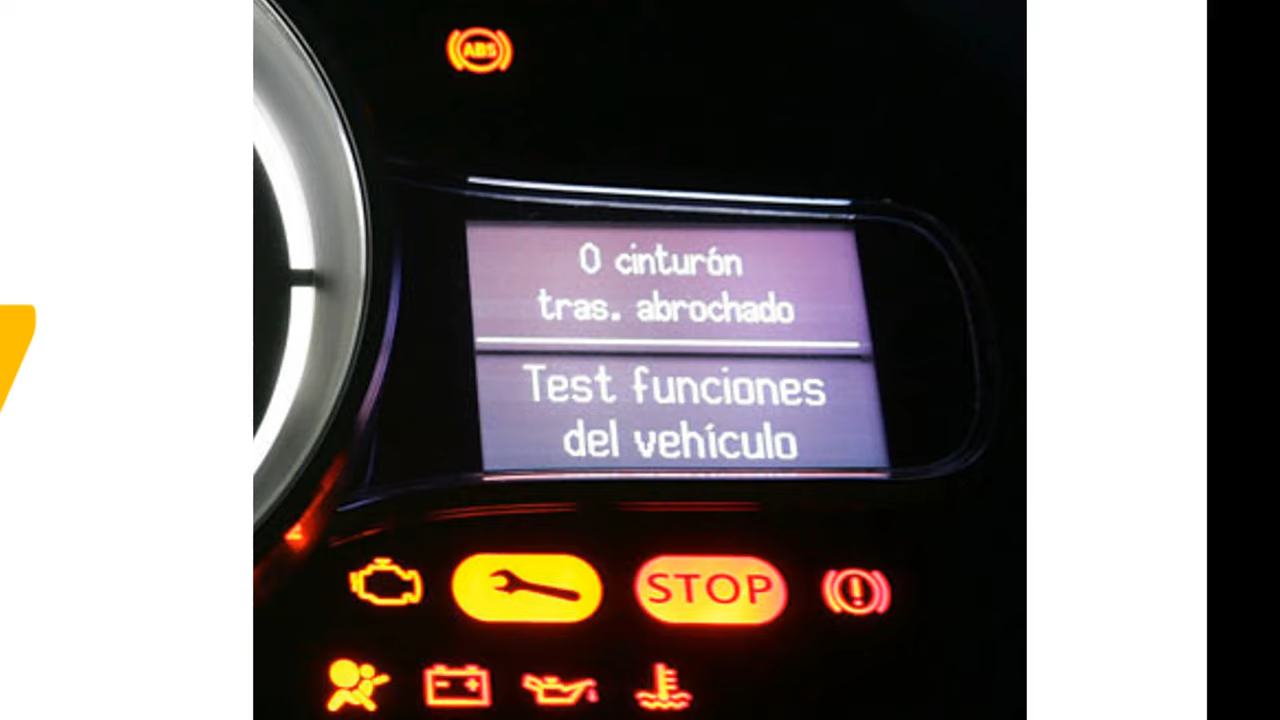 ABS
0 cinturón
tras. abrochado
Test funciones
del vehículo
STOP